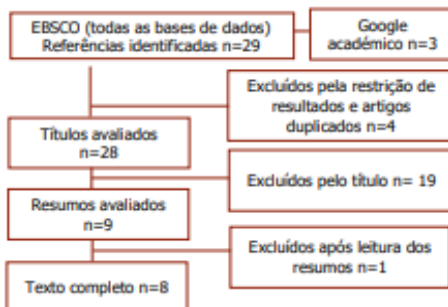 EBSCO (todas as bases de dados)
Referências identificadas n=29
Google
académico n=3
Excluídos pela restrição de
resultados e artigos
duplicados n=4
Títulos avaliados
n=28
Excluídos pelo título n= 19
Resumos avaliados
n=9
Excluídos após leitura dos
resumos n=1
Texto completo n=8